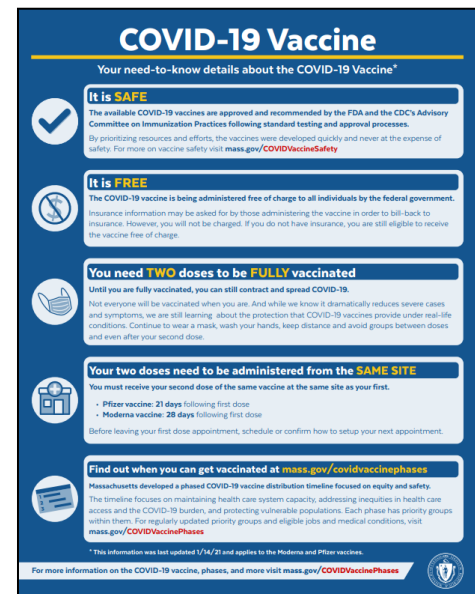 COVID-19 Vaccine
Your need-to-know details about the COVID-19 Vaccine*
It is SAFE
The available COVID-19 vaccines are approved and recommended by the FDA and the CDC's Advisory
Committee on Immunization Practices following standard testing and approval processes.
By prioritizing resources and efforts, the vaccines were developed quickly and never at the expense of
safety. For more on vaccine safety visit mass.gov/COVIDVaccineSafety
It is FREE
The COVID-19 vaccine is being administered free of charge to all individuals by the federal government.
Insurance information may be asked for by those administering the vaccine in order to bill-back to
insurance. However, you will not be charged. If you do not have insurance, you are still eligible to receive
the vaccine free of charge.
You need TWO doses to be FULLY vaccinated
Until you are fully vaccinated, you can still contract and spread COVID-19.
Not everyone will be vaccinated when you are. And while we know it dramatically reduces severe cases
and symptoms, we are still learning about the protection that COVID-19 vaccines provide under real-life
conditions. Continue to wear a mask, wash your hands, keep distance and avoid groups between doses
and even after your second dose.
Your two doses need to be administered from the SAME SITE
You must receive your second dose of the same vaccine at the same site as your first.
• Pfizer vaccine: 21 days following first dose
• Moderna vaccine: 28 days following first dose
Before leaving your first dose appointment, schedule or confirm how to setup your next appointment.
Find out when you can get vaccinated at mass.gov/covidvaccinephases
Massachusetts developed a phased COVID-19 vaccine distribution timeline focused on equity and safety.
The timeline focuses on maintaining health care system capacity, addressing inequities in health care
access and the COVID-19 burden, and protecting vulnerable populations. Each phase has priority groups
within them. For regularly updated priority groups and eligible jobs and medical conditions, visit
mass.gov/COVIDVaccinePhases
* This information was last updated 1/14/21 and applies to the Moderna and Pfizer vaccines.
For more information on the COVID-19 vaccine, phases, and more visit mass.gov/COVIDVaccinePhases